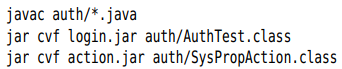 javac auth/*.java
jar cvf login.jar auth/AuthTest.class
jar cvf action.jar auth/SysPropAction.class